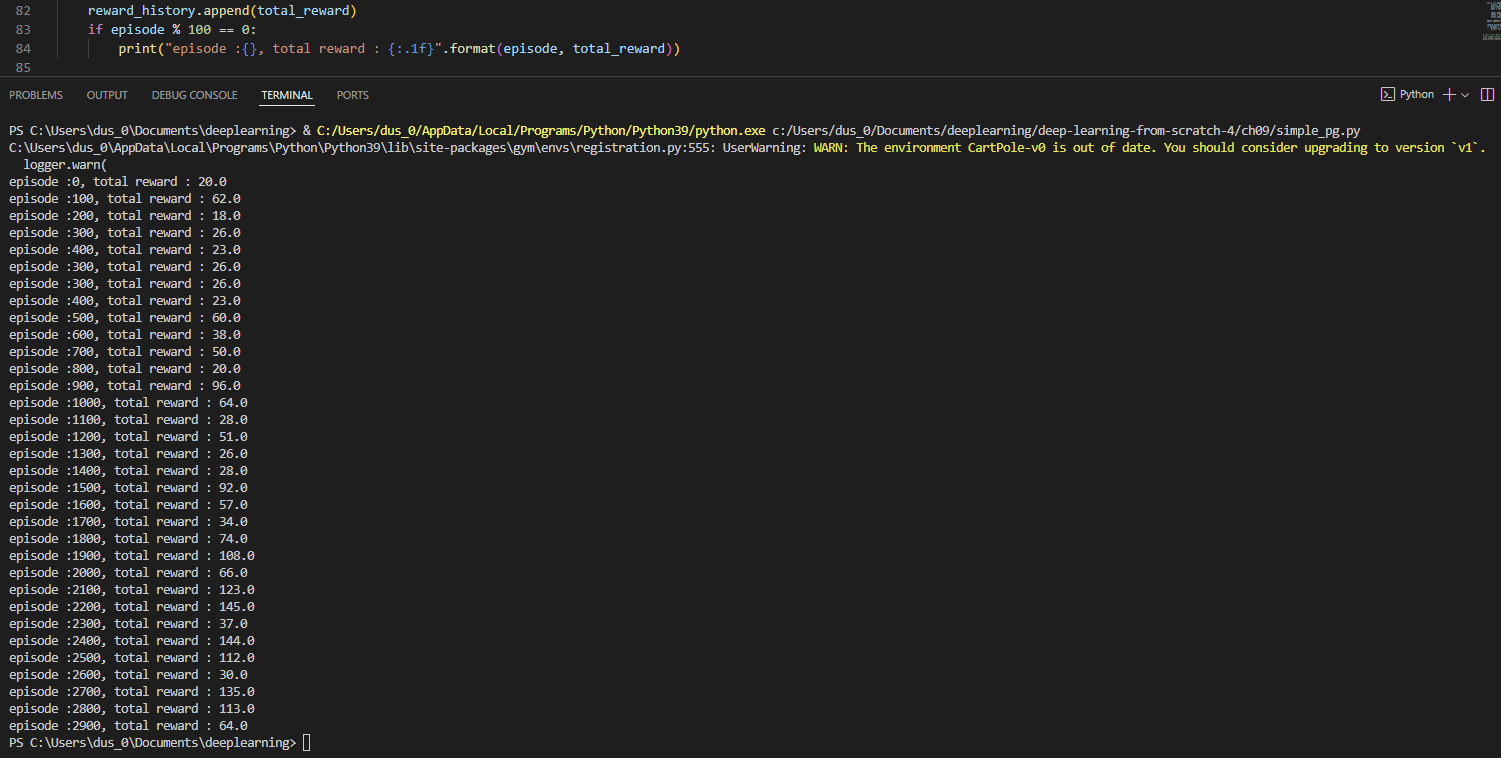 82 reward_history.append(total_reward)
83 if episode % 100 == 0:
84 print("episode :{}, total reward : {:.1f}".format(episode, total_reward))
85
PROBLEMS OUTPUT DEBUG CONSOLE TERMINAL PORTS Python
PS C:\Users\dus_0\Documents\deeplearning> & C:/Users/dus_0/AppData/Local/Programs/Python/Python39/python.exe c:/Users/dus_0/Documents/deeplearning/deep-learning-from-scratch-4/ch09/simple_pg.py
C:\Users\dus_0\AppData\Local\Programs\Python\Python39\lib\site-packages\gym\envs\registration.py:555: UserWarning: WARN: The environment CartPole-v0 is out of date. You should consider upgrading to version `v1`.
logger.warn(
episode :0, total reward : 20.0
episode :100, total reward : 62.0
episode :200, total reward : 18.0
episode :300, total reward : 26.0
episode :400, total reward : 23.0
episode :300, total reward : 26.0
episode :300, total reward : 26.0
episode :400, total reward : 23.0
episode :500, total reward : 60.0
episode :600, total reward : 38.0
episode :700, total reward : 50.0
episode :800, total reward : 20.0
episode :900, total reward : 96.0
episode :1000, total reward : 64.0
episode :1100, total reward : 28.0
episode :1200, total reward : 51.0
episode :1300, total reward : 26.0
episode :1400, total reward : 28.0
episode :1500, total reward : 92.0
episode :1600, total reward : 57.0
episode :1700, total reward : 34.0
episode :1800, total reward : 74.0
episode :1900, total reward : 108.0
episode :2000, total reward : 66.0
episode :2100, total reward : 123.0
episode :2200, total reward : 145.0
episode :2300, total reward : 37.0
episode :2400, total reward : 144.0
episode :2500, total reward : 112.0
episode :2600, total reward : 30.0
episode :2700, total reward : 135.0
episode :2800, total reward : 113.0
episode :2900, total reward : 64.0
PS C:\Users\dus_0\Documents\deeplearning>